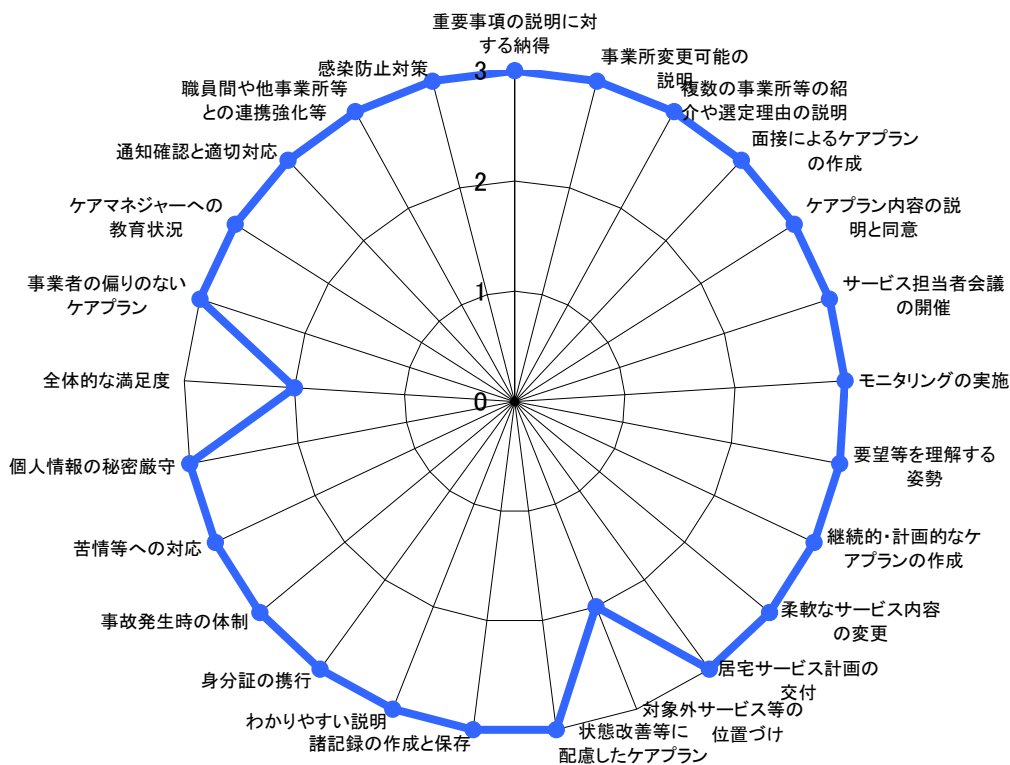 重要事項の説明に対
する納得
事業所変更可能の
説明
複数の事業所等の紹
介や選定理由の説明
面接によるケアプラン
の作成
ケアプラン内容の説
明と同意
サービス担当者会議
の開催
モニタリングの実施
要望等を理解する
姿勢
継続的・計画的なケ
アプランの作成
柔軟なサービス内容
の変更
居宅サービス計画の
交付
対象外サービス等の
位置づけ
状態改善等に
配慮したケアプラン
諸記録の作成と保存
わかりやすい説明
身分証の携行
事故発生時の体制
苦情等への対応
個人情報の秘密厳守
全体的な満足度
事業者の偏りのない
ケアプラン
ケアマネジャーへの
教育状況
通知確認と適切対応
職員間や他事業所等
との連携強化等
感染防止対策
3
2
1
0